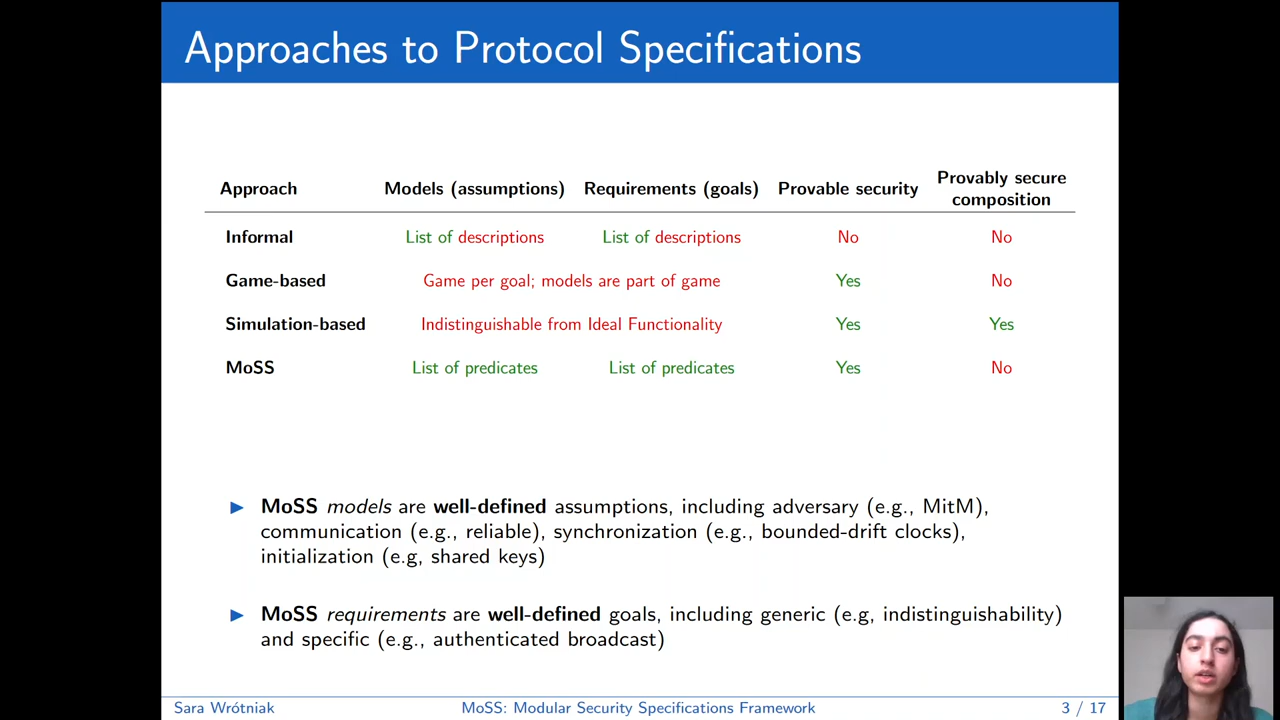 Approaches to Protocol Specifications
Approach Models (assumptions) Requirements (goals) Provable security Provably secure composition
Informal List of descriptions List of descriptions No No
Game-based Game per goal; models are part of game Yes No
Simulation-based Indistinguishable from Ideal Functionality Yes Yes
MoSS List of predicates List of predicates Yes No
▶ MoSS models are well-defined assumptions, including adversary (e.g., MitM),
communication (e.g., reliable), synchronization (e.g., bounded-drift clocks),
initialization (e.g, shared keys)
▶ MoSS requirements are well-defined goals, including generic (e.g, indistinguishability)
and specific (e.g., authenticated broadcast)
Sara Wrótniak MoSS: Modular Security Specifications Framework 3 / 17